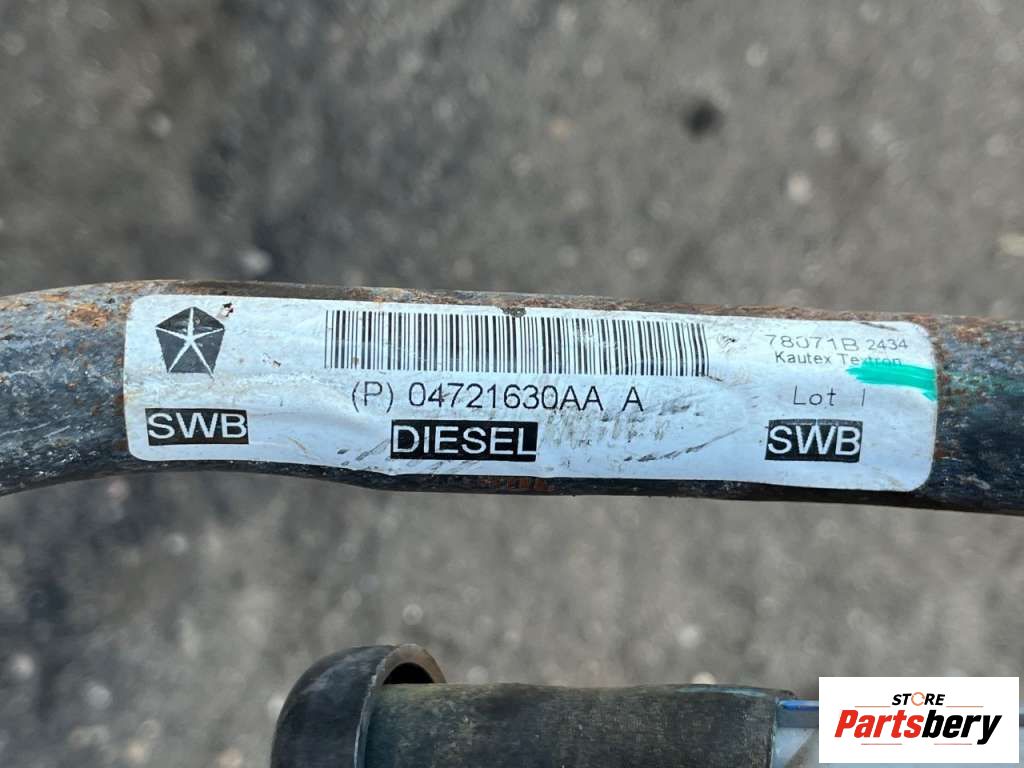 78071B 2434
Kautex Textron
(P) 04721630AA A
Lot 1
SWB
DIESEL
SWB
STORE
Partsbery